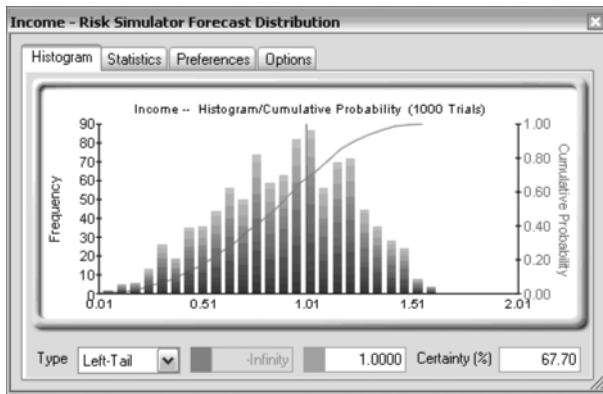 Income - Risk Simulator Forecast Distribution
Histogram Statistics Preferences Options
Income -- Histogram/Cumulative Probability (1000 Trials)
Frequency
90
80
70
60
50
40
30
20
10
0
0.01 0.51 1.01 1.51 2.01
1.00
0.80
0.60
0.40
0.20
0.00
Cumulative Probability
Type Left-Tail -Infinity 1.0000 Certainty (%) 67.70